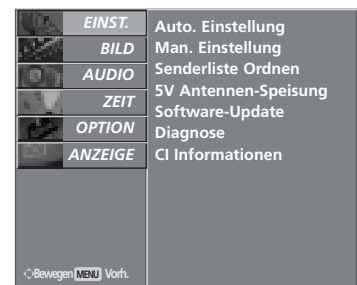 EINST.
BILD
AUDIO
ZEIT
OPTION
ANZEIGE
Auto. Einstellung
Man. Einstellung
Senderliste Ordnen
5V Antennen-Speisung
Software-Update
Diagnose
CI Informationen
Bewegen MENU Vorh.